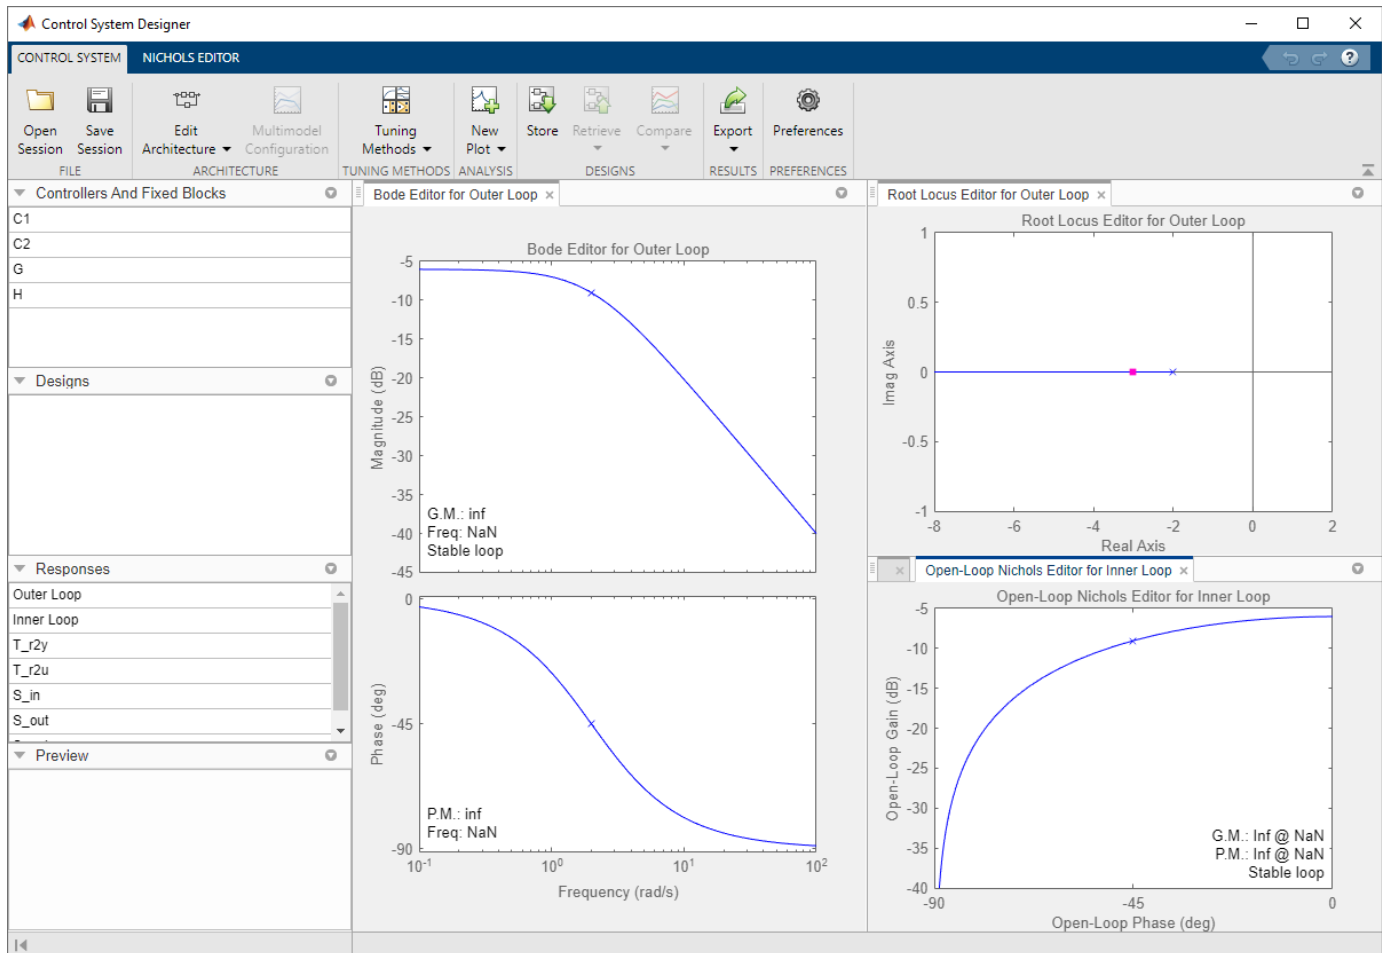 Control System Designer
CONTROL SYSTEM
NICHOLS EDITOR
?
Open Session
Save Session
Edit Architecture
Multimodel Configuration
Tuning Methods
New Plot
Store
Retrieve
Compare
Export
Preferences
FILE
ARCHITECTURE
TUNING METHODS
ANALYSIS
DESIGNS
RESULTS
PREFERENCES
Controllers And Fixed Blocks
C1
C2
G
H
Designs
Responses
Outer Loop
Inner Loop
T_r2y
T_r2u
S_in
S_out
Preview
Bode Editor for Outer Loop
Bode Editor for Outer Loop
Magnitude (dB)
-5
-10
-15
-20
-25
-30
-35
-40
-45
G.M.: inf
Freq: NaN
Stable loop
Phase (deg)
0
-45
-90
P.M.: inf
Freq: NaN
10-1
100
101
102
Frequency (rad/s)
Root Locus Editor for Outer Loop
Root Locus Editor for Outer Loop
Imag Axis
1
0.5
0
-0.5
-1
-8
-6
-4
-2
0
2
Real Axis
Open-Loop Nichols Editor for Inner Loop
Open-Loop Nichols Editor for Inner Loop
Open-Loop Gain (dB)
-5
-10
-15
-20
-25
-30
-35
-40
G.M.: Inf @ NaN
P.M.: Inf @ NaN
Stable loop
-90
-45
0
Open-Loop Phase (deg)